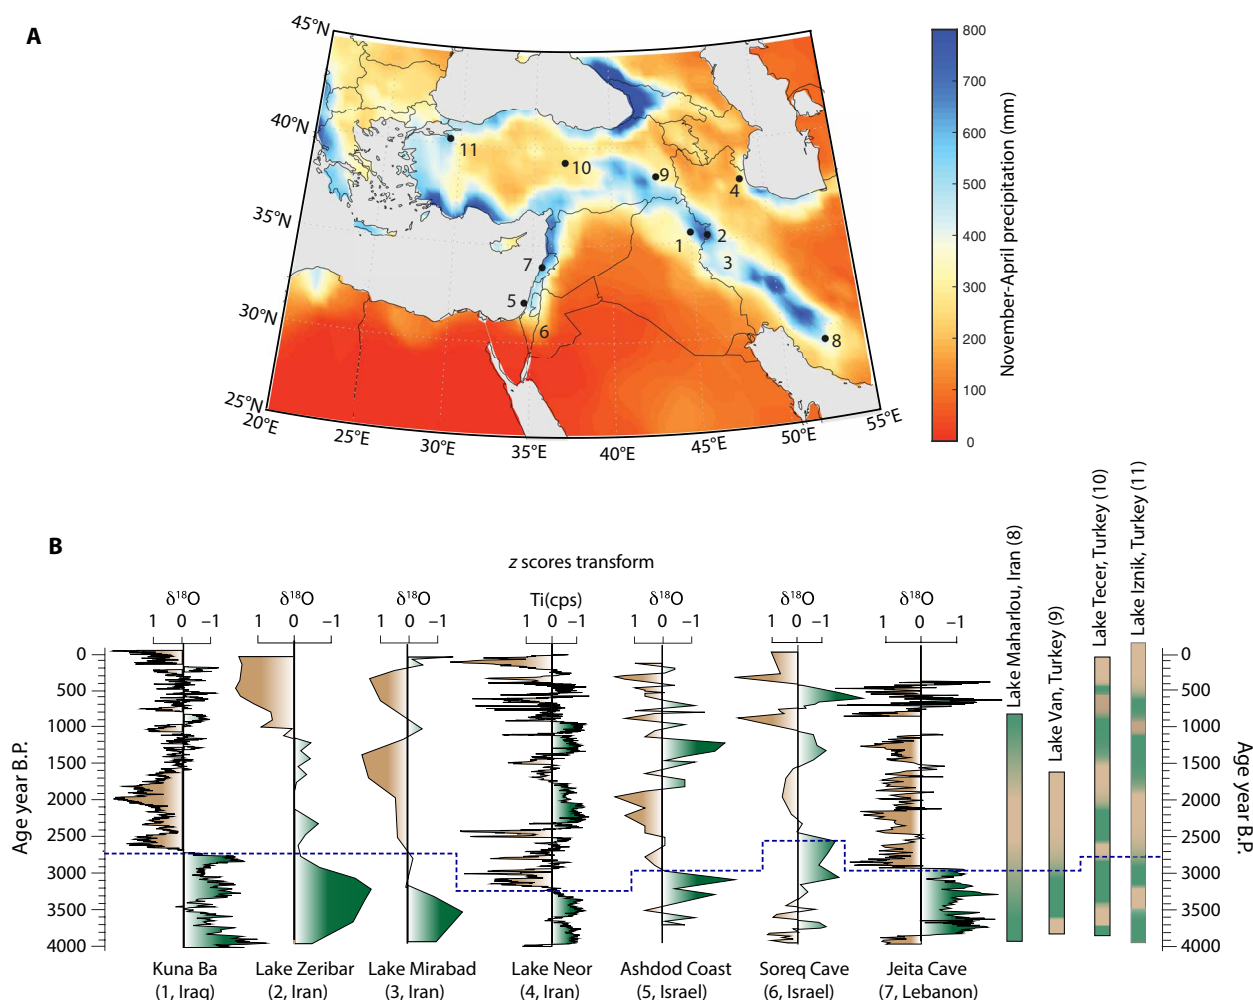 A
45°N
40°N
35°N
30°N
25°N
20°E
25°E
30°E
35°E
40°E
45°E
50°E
55°E
11
10
9
4
1
2
3
7
5
6
8
800
700
600
500
400
300
200
100
0
November-April precipitation (mm)
B
z scores transform
δ¹⁸O
δ¹⁸O
δ¹⁸O
Ti(cps)
δ¹⁸O
δ¹⁸O
δ¹⁸O
1 0 −1
1 0 −1
1 0 −1
1 0 −1
1 0 −1
1 0 −1
1 0 −1
Lake Maharlou, Iran (8)
Lake Van, Turkey (9)
Lake Tecer, Turkey (10)
Lake Iznik, Turkey (11)
Age year B.P.
0
500
1000
1500
2000
2500
3000
3500
4000
0
500
1000
1500
2000
2500
3000
3500
4000
Age year B.P.
Kuna Ba
(1, Iraq)
Lake Zeribar
(2, Iran)
Lake Mirabad
(3, Iran)
Lake Neor
(4, Iran)
Ashdod Coast
(5, Israel)
Soreq Cave
(6, Israel)
Jeita Cave
(7, Lebanon)